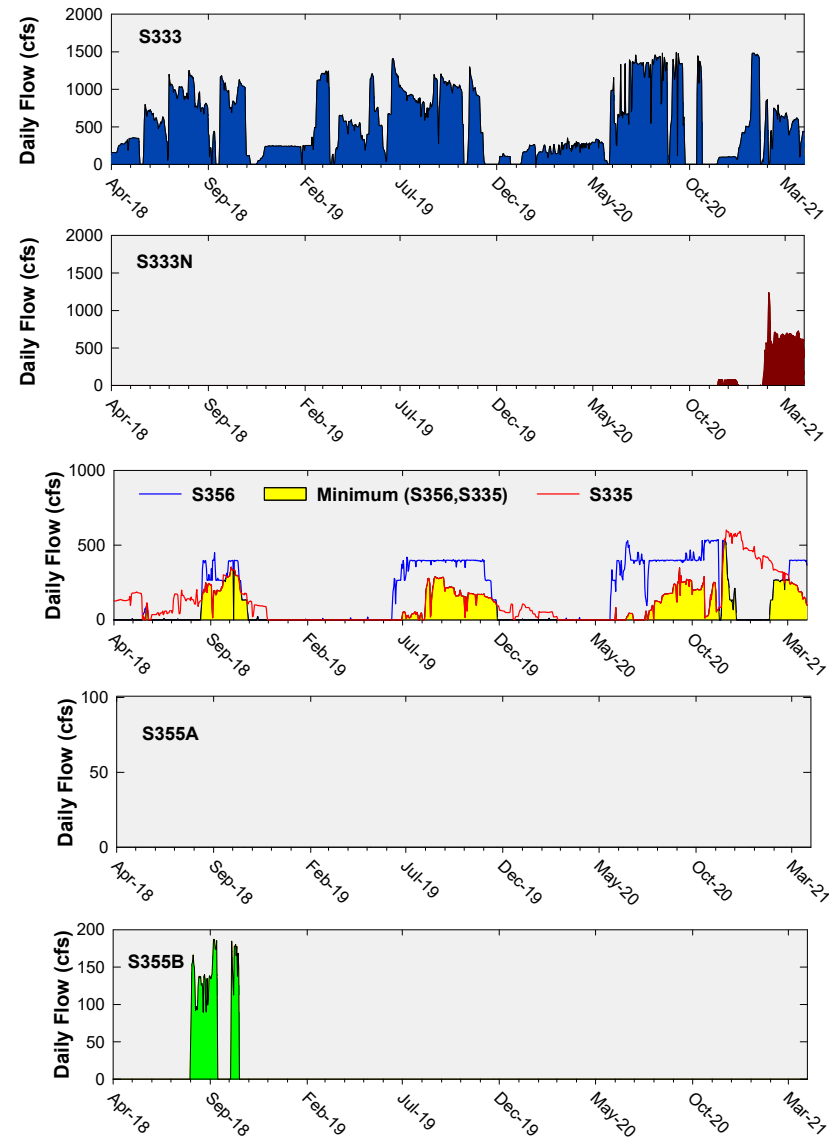 Daily Flow (cfs)
S333
2000
1500
1000
500
0
Apr-18 Sep-18 Feb-19 Jul-19 Dec-19 May-20 Oct-20 Mar-21
Daily Flow (cfs)
S333N
2000
1500
1000
500
0
Apr-18 Sep-18 Feb-19 Jul-19 Dec-19 May-20 Oct-20 Mar-21
Daily Flow (cfs)
1000
500
0
S356 Minimum (S356,S335) S335
Apr-18 Sep-18 Feb-19 Jul-19 Dec-19 May-20 Oct-20 Mar-21
Daily Flow (cfs)
S355A
100
50
0
Apr-18 Sep-18 Feb-19 Jul-19 Dec-19 May-20 Oct-20 Mar-21
Daily Flow (cfs)
S355B
200
150
100
50
0
Apr-18 Sep-18 Feb-19 Jul-19 Dec-19 May-20 Oct-20 Mar-21